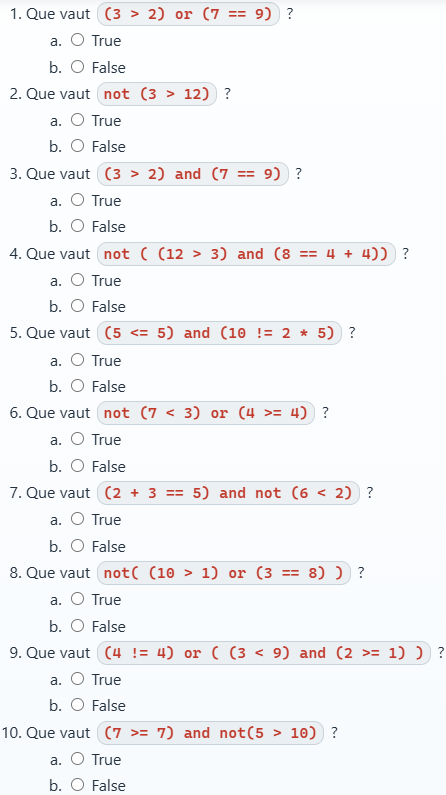 1. Que vaut (3 > 2) or (7 == 9) ?
a. True
b. False
2. Que vaut not (3 > 12) ?
a. True
b. False
3. Que vaut (3 > 2) and (7 == 9) ?
a. True
b. False
4. Que vaut not ( (12 > 3) and (8 == 4 + 4)) ?
a. True
b. False
5. Que vaut (5 <= 5) and (10 != 2 * 5) ?
a. True
b. False
6. Que vaut not (7 < 3) or (4 >= 4) ?
a. True
b. False
7. Que vaut (2 + 3 == 5) and not (6 < 2) ?
a. True
b. False
8. Que vaut not( (10 > 1) or (3 == 8) ) ?
a. True
b. False
9. Que vaut (4 != 4) or ( (3 < 9) and (2 >= 1) ) ?
a. True
b. False
10. Que vaut (7 >= 7) and not(5 > 10) ?
a. True
b. False